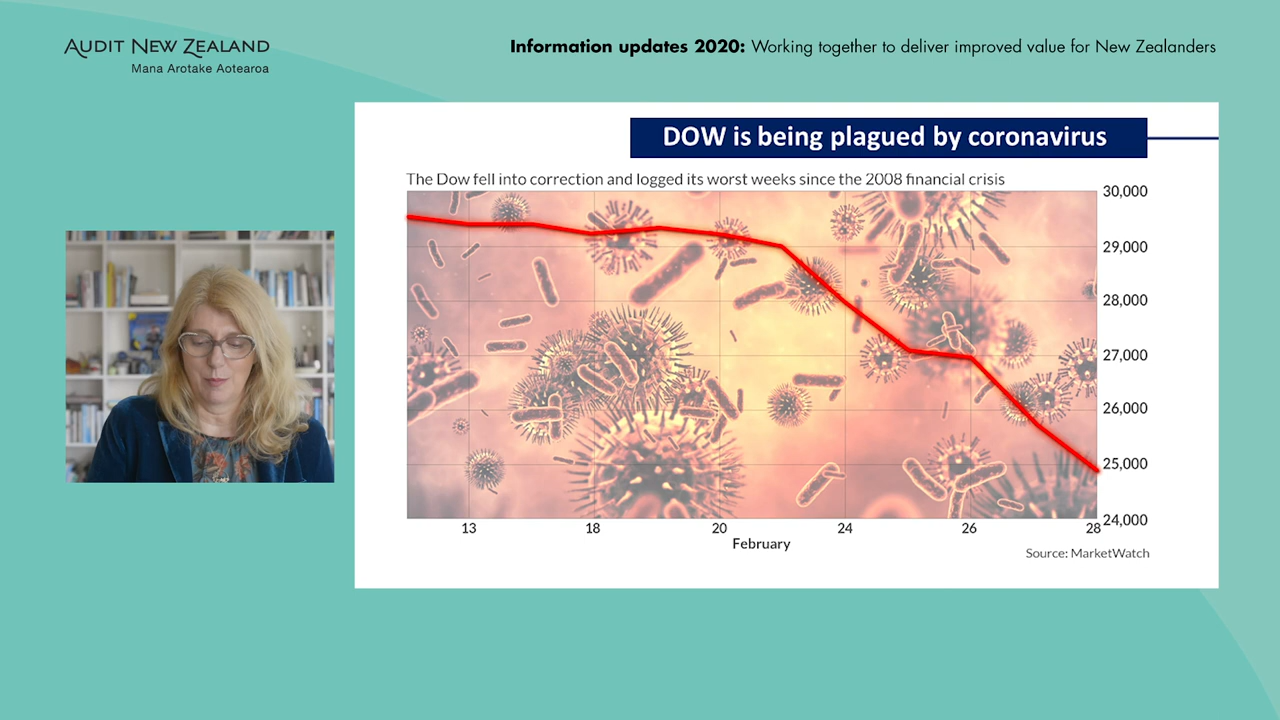 AUDIT NEW ZEALAND
Mana Arotake Aotearoa
Information updates 2020: Working together to deliver improved value for New Zealanders
DOW is being plagued by coronavirus
The Dow fell into correction and logged its worst weeks since the 2008 financial crisis
30,000
29,000
28,000
27,000
26,000
25,000
24,000
13 18 20 24 26 28
February
Source: MarketWatch